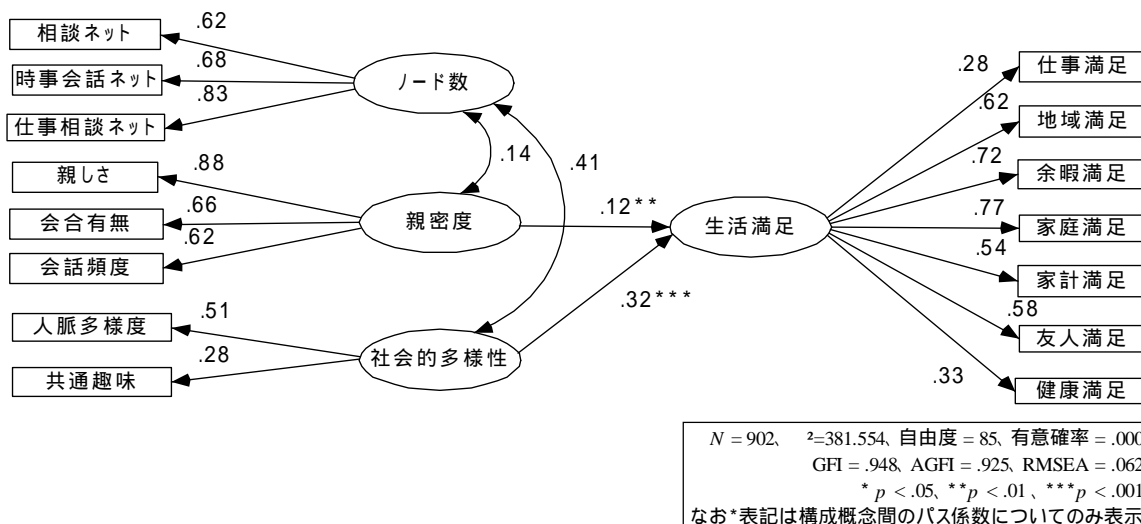 相談ネット
時事会話ネット
仕事相談ネット
親しさ
会合有無
会話頻度
人脈多様度
共通趣味
.62
.68
.83
.88
.66
.62
.51
.28
ノード数
親密度
社会的多様性
.14
.41
.12**
.32***
生活満足
.28
.62
.72
.77
.54
.58
.33
仕事満足
地域満足
余暇満足
家庭満足
家計満足
友人満足
健康満足
N = 902、 ²=381.554、自由度 = 85、有意確率 = .000
GFI = .948、AGFI = .925、RMSEA = .062
* p < .05、**p < .01 、***p < .001
なお*表記は構成概念間のパス係数についてのみ表示